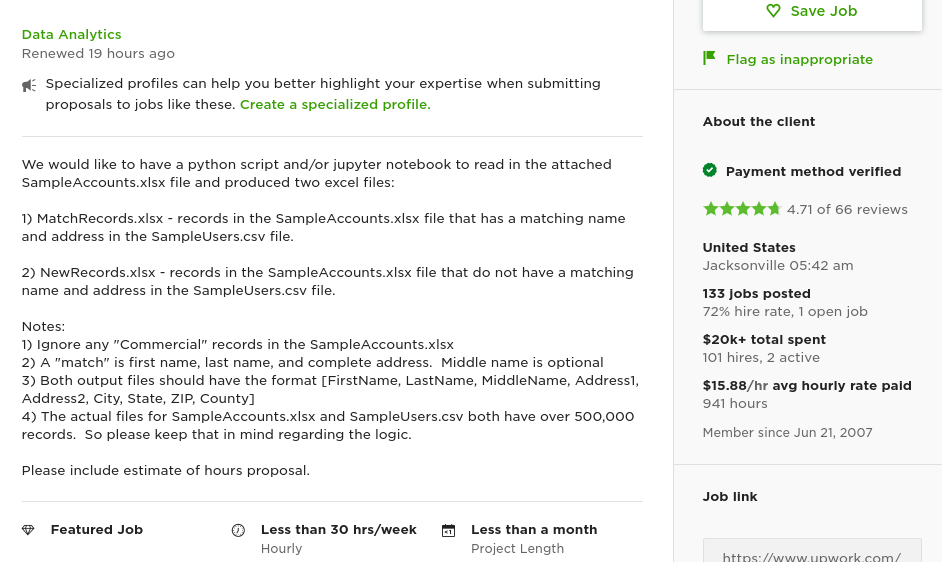 Data Analytics
Renewed 19 hours ago
Specialized profiles can help you better highlight your expertise when submitting
proposals to jobs like these. Create a specialized profile.
We would like to have a python script and/or jupyter notebook to read in the attached
SampleAccounts.xlsx file and produced two excel files:
1) MatchRecords.xlsx - records in the SampleAccounts.xlsx file that has a matching name
and address in the SampleUsers.csv file.
2) NewRecords.xlsx - records in the SampleAccounts.xlsx file that do not have a matching
name and address in the SampleUsers.csv file.
Notes:
1) Ignore any "Commercial" records in the SampleAccounts.xlsx
2) A "match" is first name, last name, and complete address.  Middle name is optional
3) Both output files should have the format [FirstName, LastName, MiddleName, Address1,
Address2, City, State, ZIP, County]
4) The actual files for SampleAccounts.xlsx and SampleUsers.csv both have over 500,000
records.  So please keep that in mind regarding the logic.
Please include estimate of hours proposal.
Featured Job
Less than 30 hrs/week
Hourly
Less than a month
Project Length
Save Job
Flag as inappropriate
About the client
Payment method verified
4.71 of 66 reviews
United States
Jacksonville 05:42 am
133 jobs posted
72% hire rate, 1 open job
$20k+ total spent
101 hires, 2 active
$15.88/hr avg hourly rate paid
941 hours
Member since Jun 21, 2007
Job link
https://www.upwork.com/